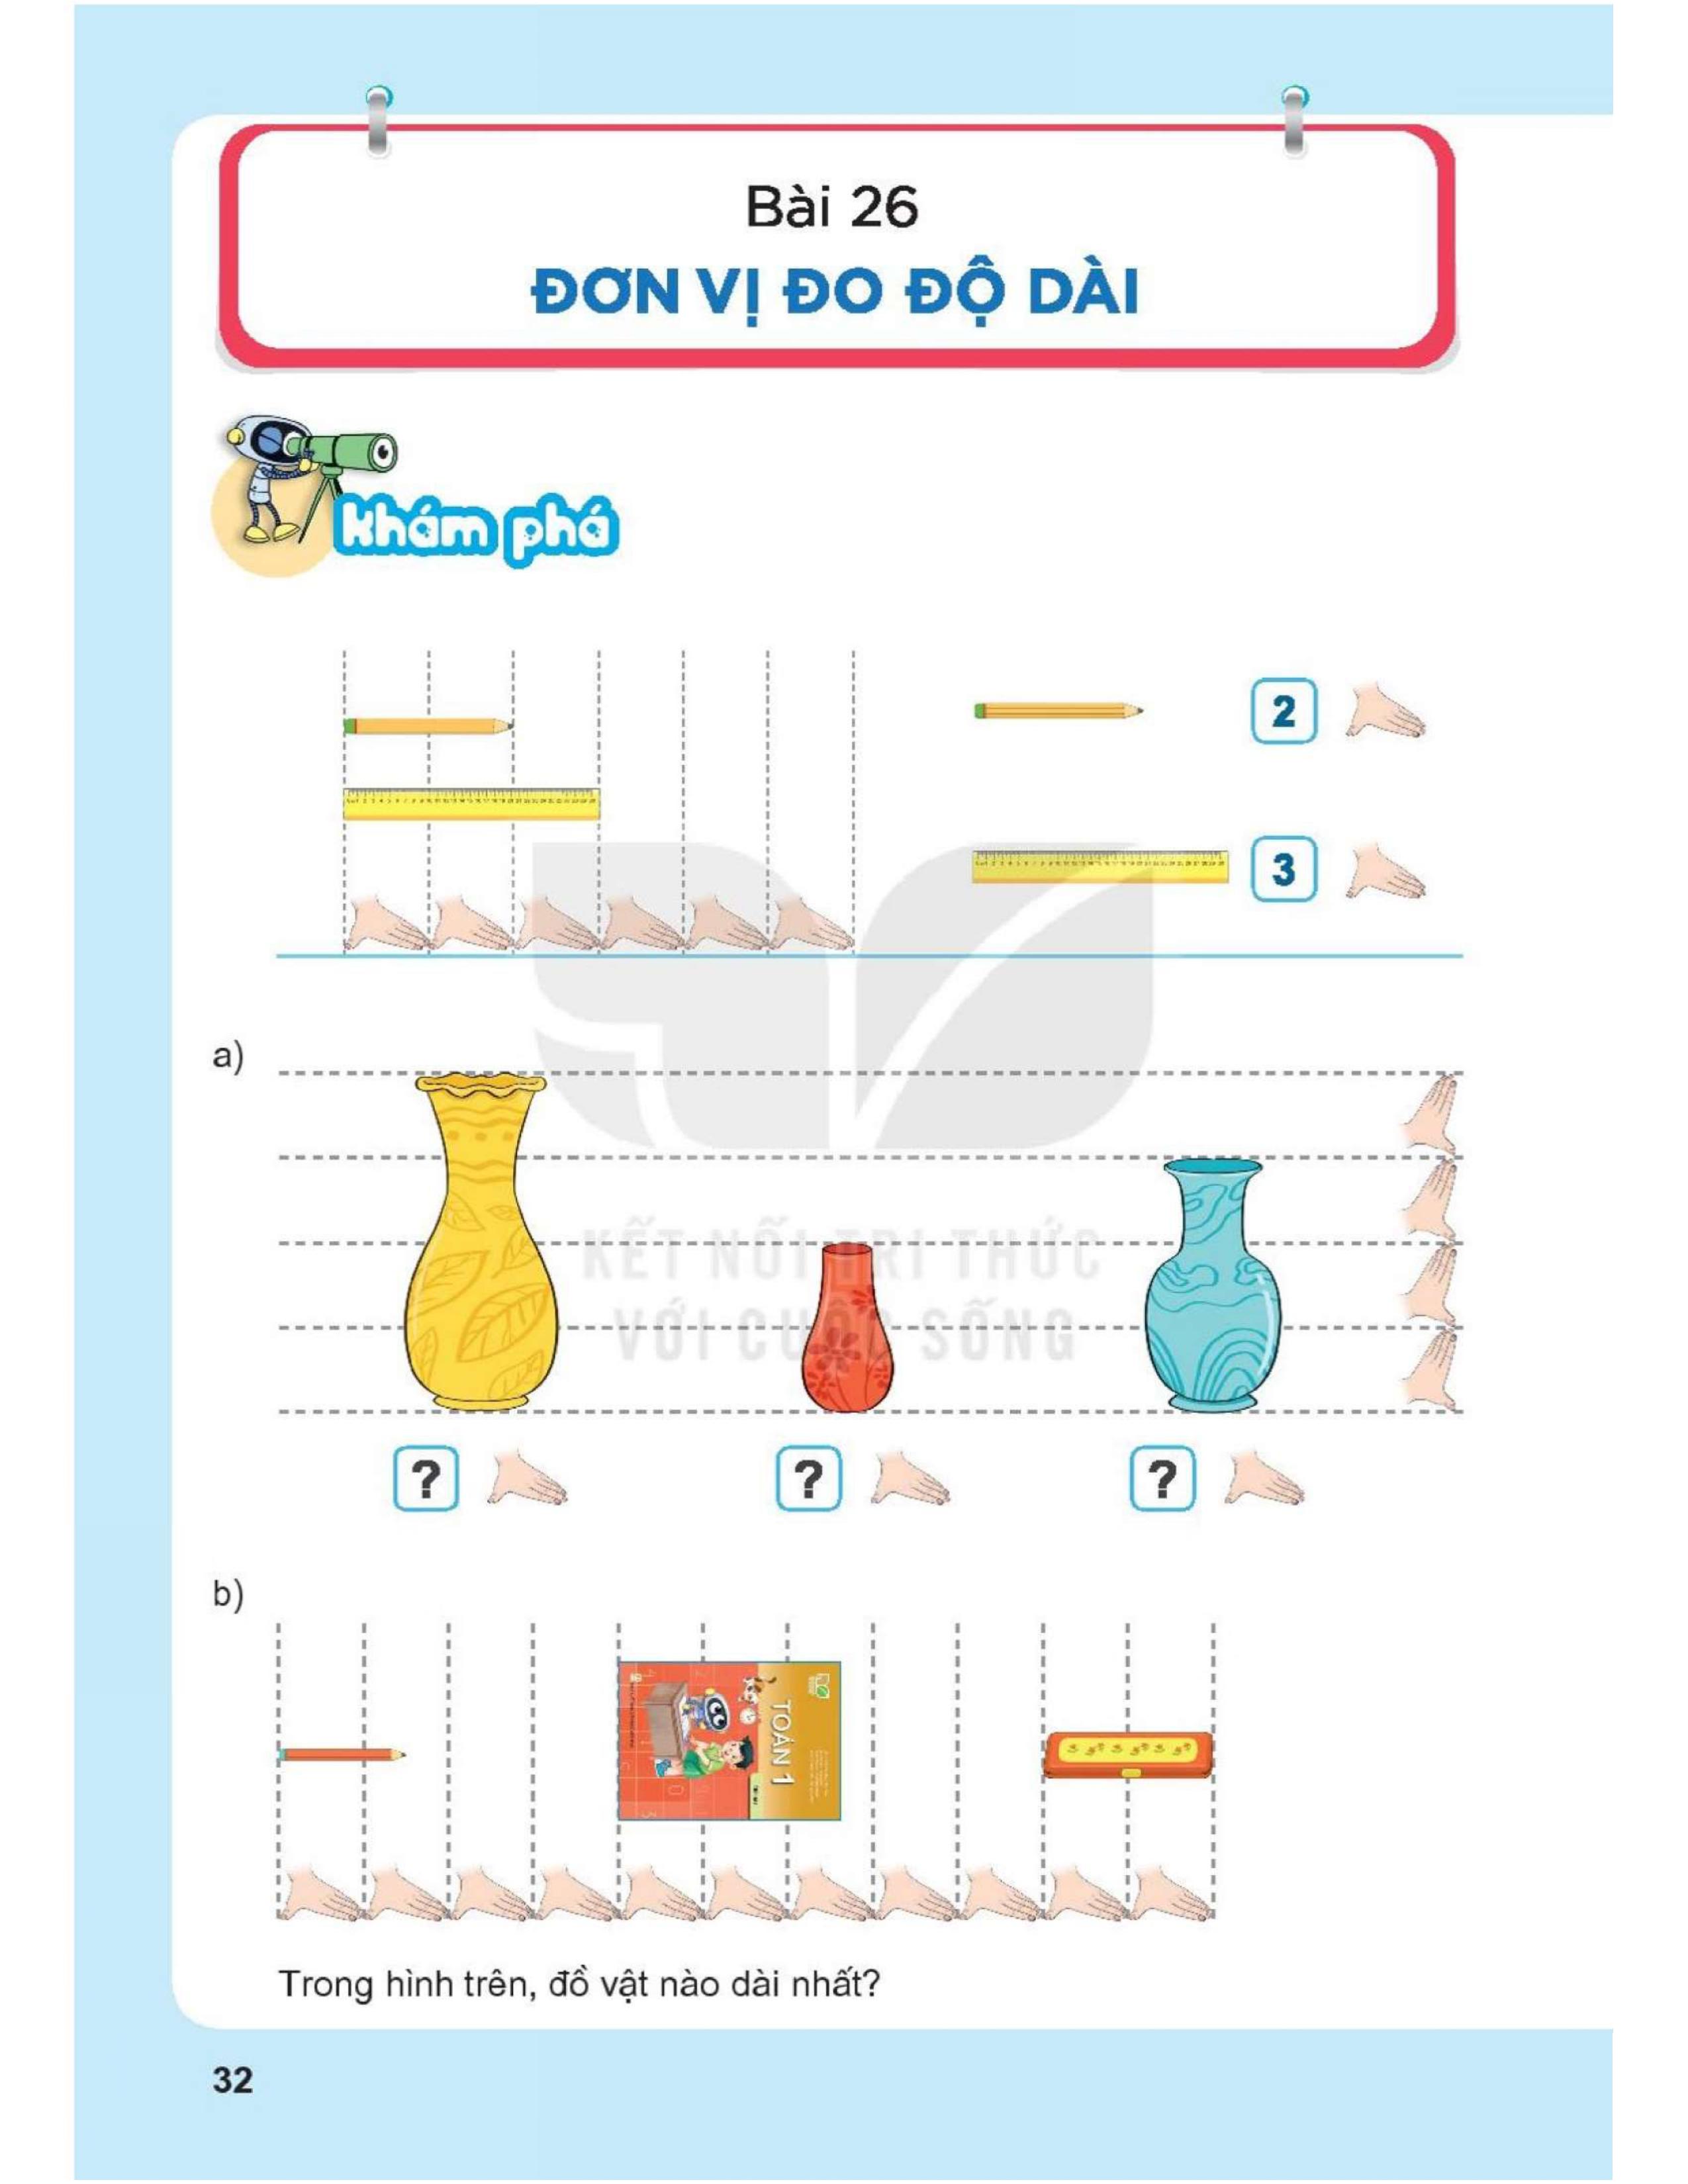 Bài 26
ĐƠN VỊ ĐO ĐỘ DÀI
Khám phá
2
3
a)
KẾT NỐI TRI THỨC
VỚI CUỘC SỐNG
? ? ?
b)
TOÁN 1
Trong hình trên, đồ vật nào dài nhất?
32